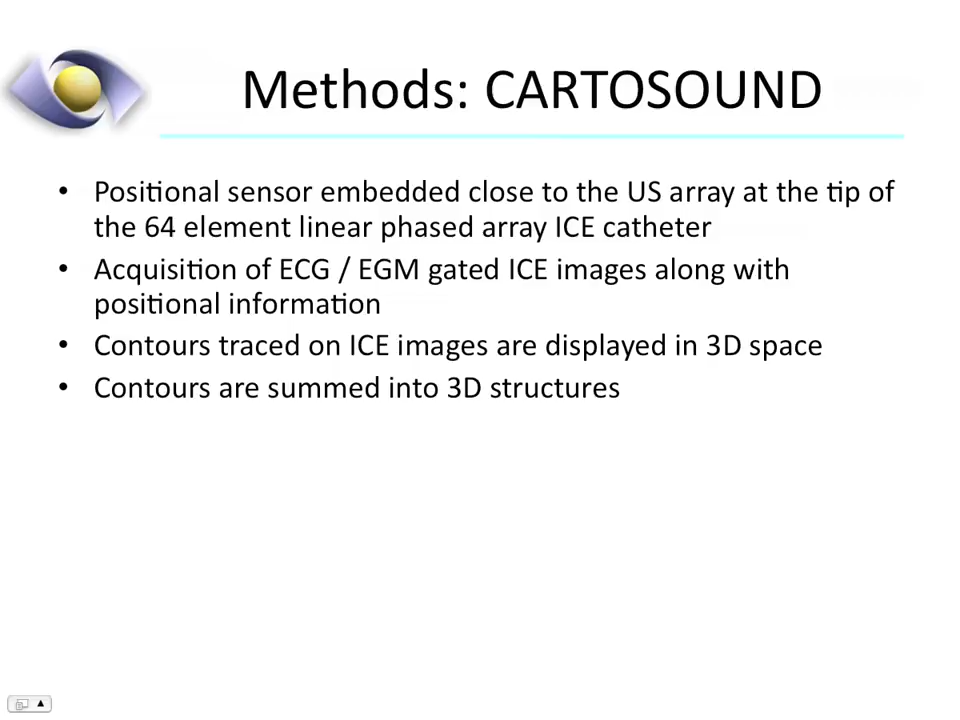 Methods: CARTOSOUND
• Positional sensor embedded close to the US array at the tip of
the 64 element linear phased array ICE catheter
• Acquisition of ECG / EGM gated ICE images along with
positional information
• Contours traced on ICE images are displayed in 3D space
• Contours are summed into 3D structures